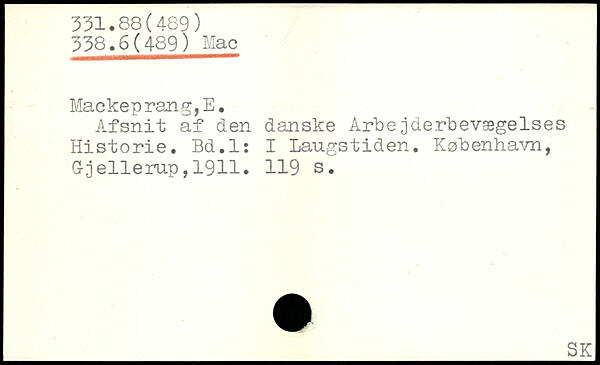 331.88(489)
338.6(489) Mac
Mackeprang,E.
Afsnit af den danske Arbejderbevægelses
Historie. Bd.1: I Laugstiden. København,
Gjellerup,1911. 119 s.
SK